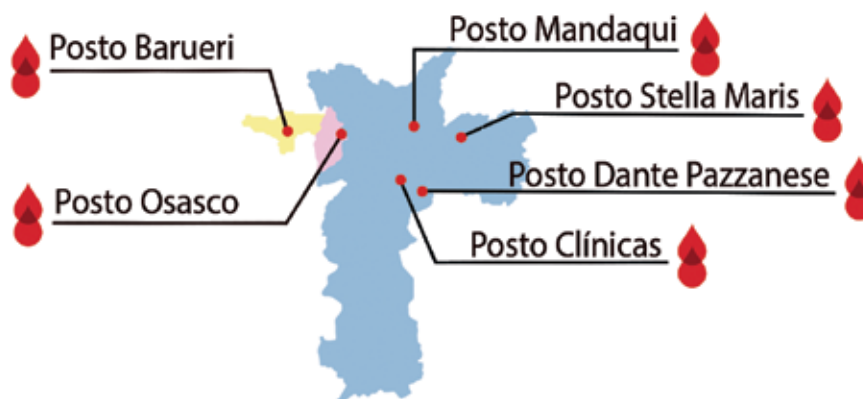 Posto Barueri
Posto Mandaqui
Posto Stella Maris
Posto Osasco
Posto Dante Pazzanese
Posto Clínicas